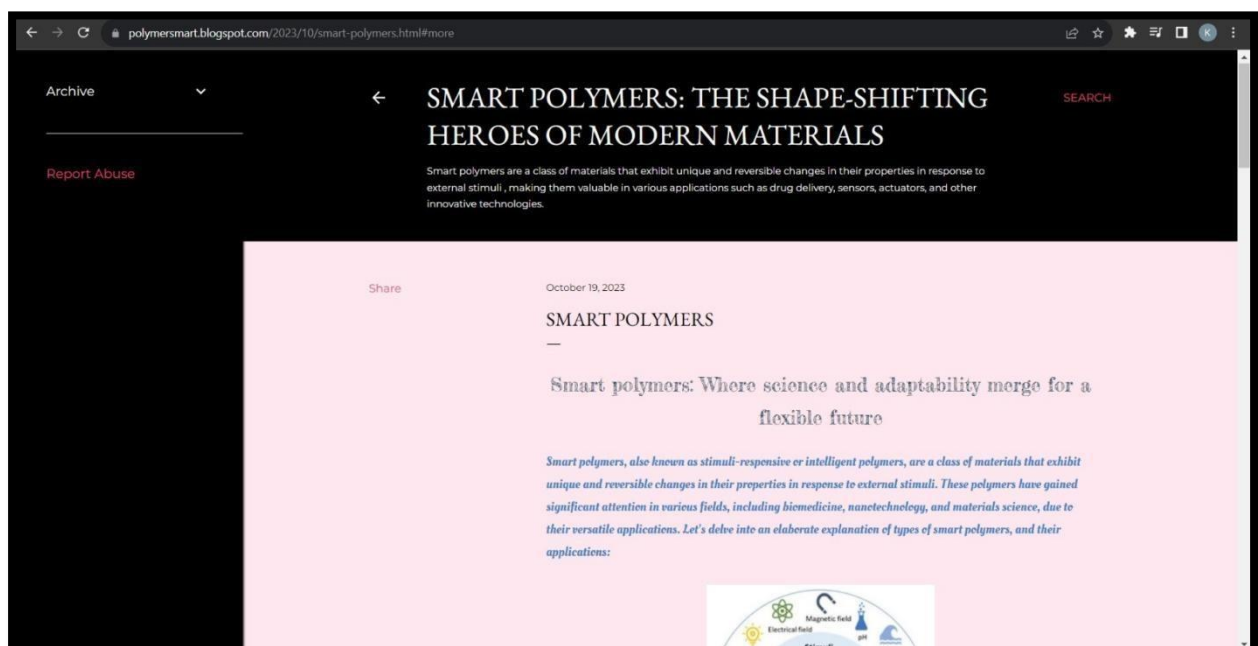 polymersmart.blogspot.com/2023/10/smart-polymers.html#more
K
Archive
Report Abuse
SMART POLYMERS: THE SHAPE-SHIFTING
HEROES OF MODERN MATERIALS
SEARCH
Smart polymers are a class of materials that exhibit unique and reversible changes in their properties in response to
external stimuli , making them valuable in various applications such as drug delivery, sensors, actuators, and other
innovative technologies.
Share
October 19, 2023
SMART POLYMERS
Smart polymers: Where science and adaptability merge for a
flexible future
Smart polymers, also known as stimuli-responsive or intelligent polymers, are a class of materials that exhibit
unique and reversible changes in their properties in response to external stimuli. These polymers have gained
significant attention in various fields, including biomedicine, nanotechnology, and materials science, due to
their versatile applications. Let's delve into an elaborate explanation of types of smart polymers, and their
applications:
Magnetic field
Electrical field
pH